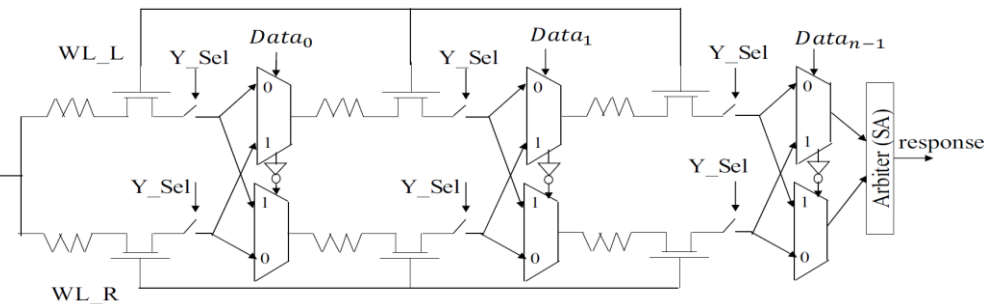 WL_L
Y_Sel
Data₀
0
1
Y_Sel
Data₁
0
1
Y_Sel
Dataₙ₋₁
0
1
Arbiter (SA)
response
Y_Sel
1
0
Y_Sel
1
0
Y_Sel
1
0
WL_R